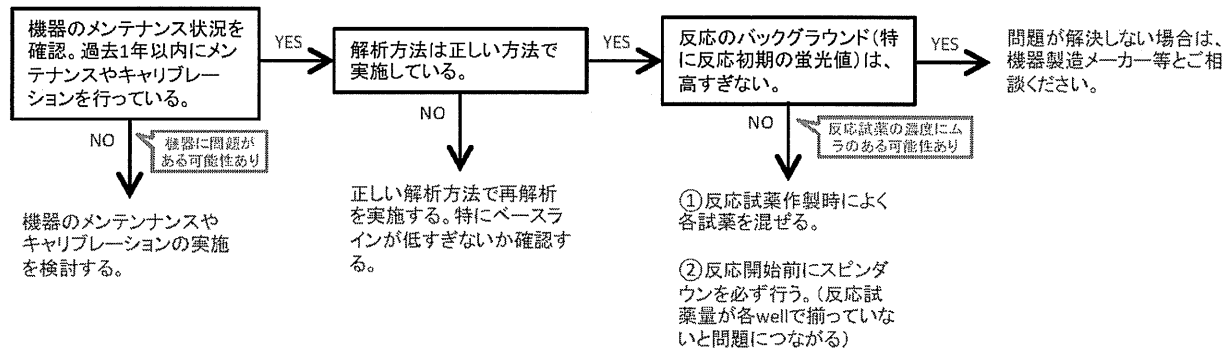 機器のメンテナンス状況を
確認。過去1年以内にメン
テナンスやキャリブレー
ションを行っている。
YES
解析方法は正しい方法で
実施している。
YES
反応のバックグラウンド(特
に反応初期の蛍光値)は、
高すぎない。
YES
問題が解決しない場合は、
機器製造メーカー等とご相
談ください。
NO
機器に問題が
ある可能性あり
機器のメンテンナンスや
キャリブレーションの実施
を検討する。
NO
正しい解析方法で再解析
を実施する。特にベースラ
インが低すぎないか確認す
る。
NO
反応試薬の濃度にム
ラのある可能性あり
①反応試薬作製時によく
各試薬を混ぜる。
②反応開始前にスピンダ
ウンを必ず行う。(反応試
薬量が各wellで揃っていな
いと問題につながる)